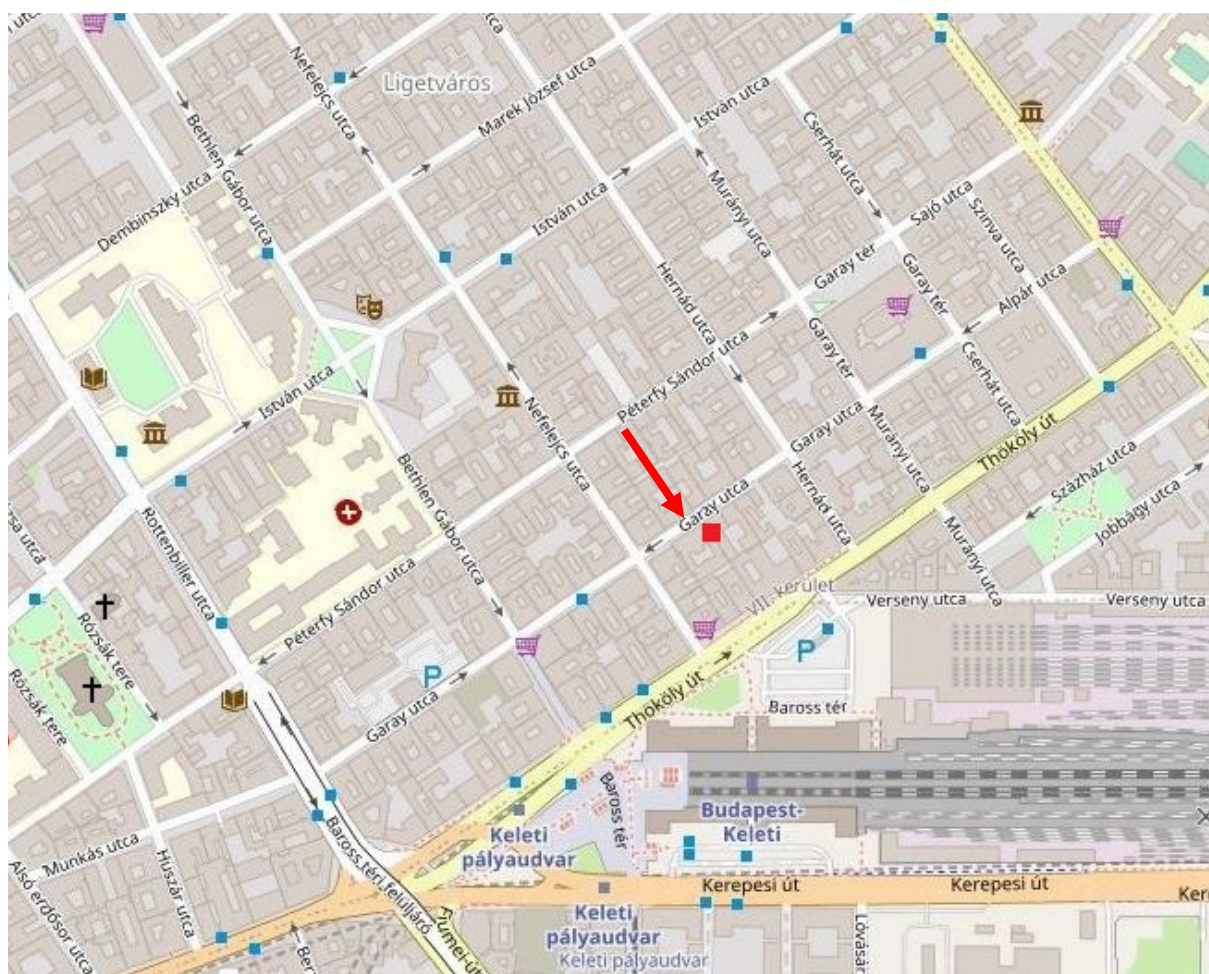 Ligetváros
Nefelejcs utca
Marek József utca
István utca
Bethlen Gábor utca
Dembinszky utca
Cserhát utca
Murányi utca
Sajó utca
Szinva utca
István utca
Garay tér
Hernád utca
Garay tér
Alpár utca
Garay tér
István utca
Péterfy Sándor utca
Cserhát utca
Nefelejcs utca
Garay utca
Murányi utca
Thököly út
Bethlen Gábor utca
Százház utca
Garay utca
Hernád utca
Jobbágy utca
Rottenbiller utca
Murányi utca
VII. kerület
Verseny utca
Verseny utca
Péterfy Sándor utca
Rózsák tere
Rózsák tere
P
P
Thököly út
Baross tér
Garay utca
Baross tér
Budapest-
Keleti
Keleti
pályaudvar
Munkás utca
Huszár utca
Baross téri felüljáró
Alsó erdősor utca
Kerepesi út
Kerepesi út
Keleti
pályaudvar
Keleti pályaudvar